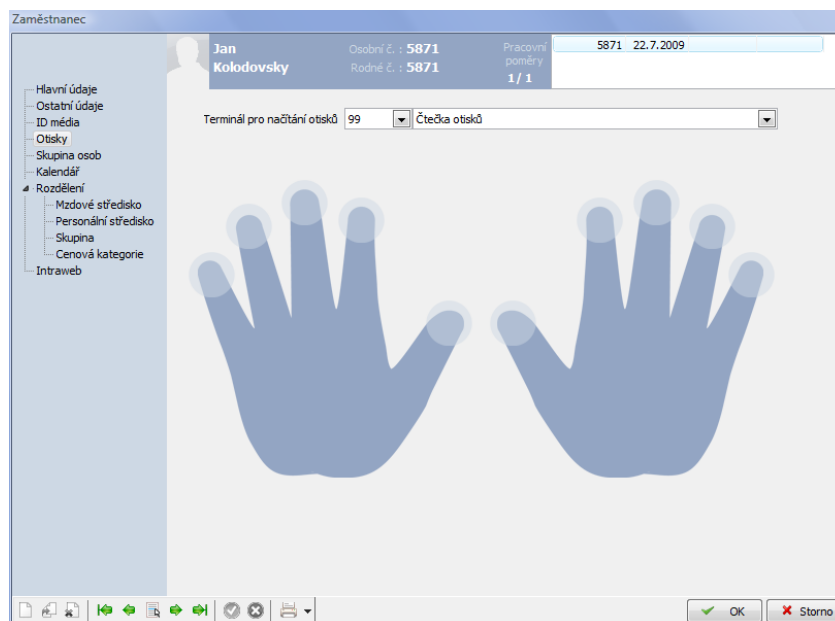 Zaměstnanec
Jan
Kolodovsky
Osobní č. : 5871
Rodné č. : 5871
Pracovní
poměry
1/ 1
5871 22.7.2009
Hlavní údaje
Ostatní údaje
ID média
Otisky
Skupina osob
Kalendář
Rozdělení
Mzdové středisko
Personální středisko
Skupina
Cenová kategorie
Intraweb
Terminál pro načítání otisků 99 Čtečka otisků
OK
Storno